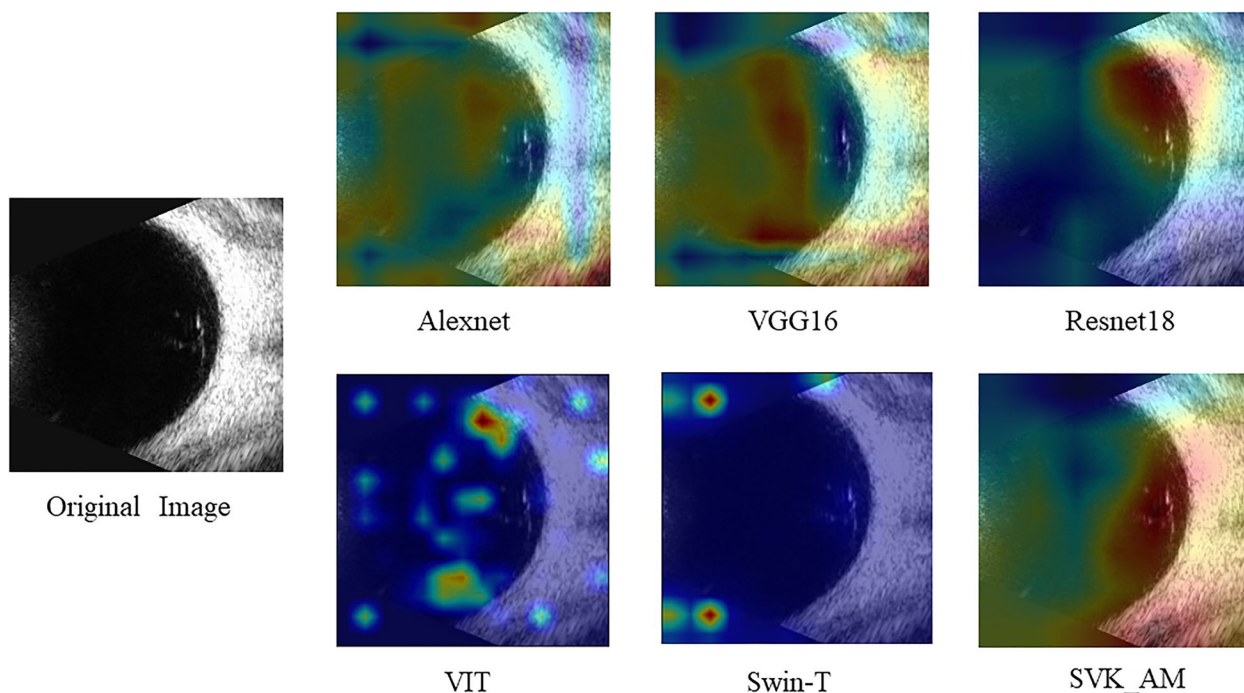 Alexnet
VGG16
Resnet18
Original Image
VIT
Swin-T
SVK_AM